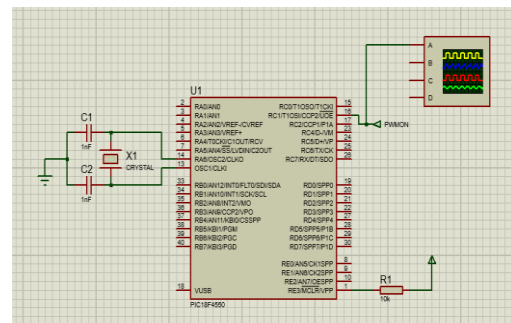 A
B
C
D
U1
2 RA0/AN0 RC0/T1OSO/T1CKI 15
3 RA1/AN1 RC1/T1OSI/CCP2/UOE 16
4 RA2/AN2/VREF-/CVREF RC2/CCP1/P1A 17
5 RA3/AN3/VREF+ RC4/D-/VM 23
6 RA4/T0CKI/C1OUT/RCV RC5/D+/VP 24
7 RA5/AN4/SS/LVDIN/C2OUT RC6/TX/CK 25
14 RA6/OSC2/CLKO RC7/RX/DT/SDO 26
13 OSC1/CLKI
PWMON
C1
1nF
X1
CRYSTAL
C2
1nF
33 RB0/AN12/INT0/FLT0/SDI/SDA RD0/SPP0 19
34 RB1/AN10/INT1/SCK/SCL RD1/SPP1 20
35 RB2/AN8/INT2/VMO RD2/SPP2 21
36 RB3/AN9/CCP2/VPO RD3/SPP3 22
37 RB4/AN11/KBI0/CSSPP RD4/SPP4 27
38 RB5/KBI1/PGM RD5/SPP5/P1B 28
39 RB6/KBI2/PGC RD6/SPP6/P1C 29
40 RB7/KBI3/PGD RD7/SPP7/P1D 30
RE0/AN5/CK1SPP 8
RE1/AN6/CK2SPP 9
RE2/AN7/OESPP 10
18 VUSB RE3/MCLR/VPP 1
PIC18F4550
R1
10k